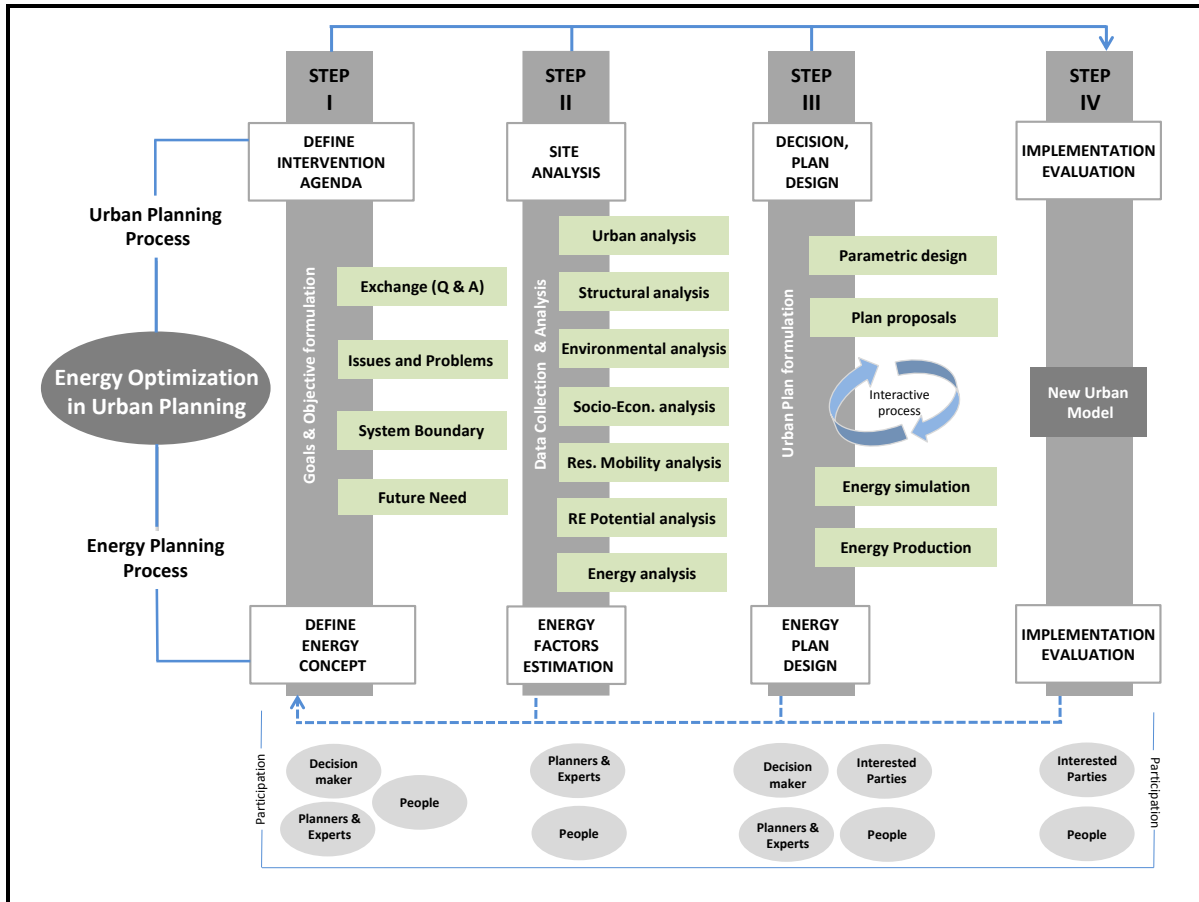 STEP
I
STEP
II
STEP
III
STEP
IV
DEFINE
INTERVENTION
AGENDA
SITE
ANALYSIS
DECISION,
PLAN
DESIGN
IMPLEMENTATION
EVALUATION
Urban Planning
Process
Energy Optimization
in Urban Planning
Energy Planning
Process
Goals & Objective formulation
Exchange (Q & A)
Issues and Problems
System Boundary
Future Need
Data Collection & Analysis
Urban analysis
Structural analysis
Environmental analysis
Socio-Econ. analysis
Res. Mobility analysis
RE Potential analysis
Energy analysis
Urban Plan formulation
Parametric design
Plan proposals
Interactive
process
Energy simulation
Energy Production
New Urban
Model
DEFINE
ENERGY
CONCEPT
ENERGY
FACTORS
ESTIMATION
ENERGY
PLAN
DESIGN
IMPLEMENTATION
EVALUATION
Participation
Decision
maker
People
Planners &
Experts
Planners &
Experts
People
Decision
maker
Interested
Parties
Planners &
Experts
People
Interested
Parties
People
Participation